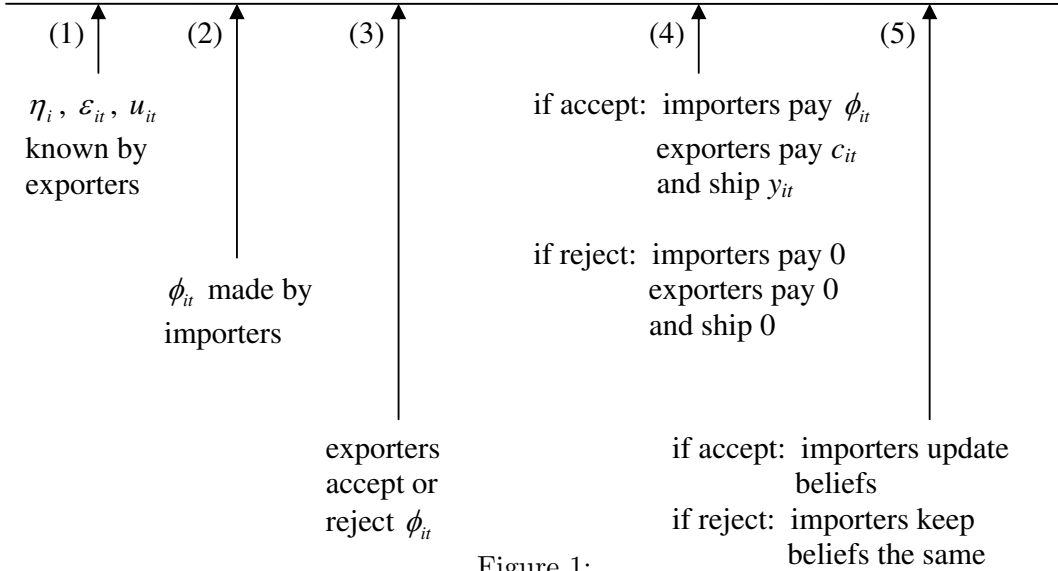 (1)
(2)
(3)
(4)
(5)
η_i, ε_it, u_it
known by
exporters
φ_it made by
importers
exporters
accept or
reject φ_it
if accept: importers pay φ_it
exporters pay c_it
and ship y_it
if reject: importers pay 0
exporters pay 0
and ship 0
if accept: importers update
beliefs
if reject: importers keep
beliefs the same
Figure 1: